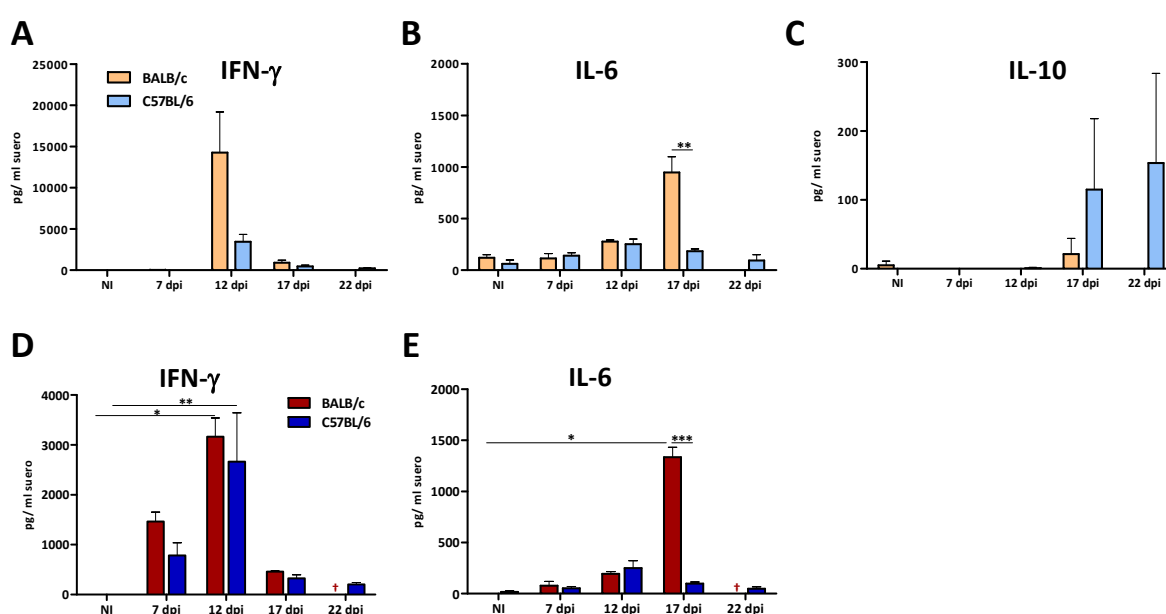 A
IFN-γ
25000
20000
15000
10000
5000
0
pg/ ml suero
BALB/c
C57BL/6
NI 7 dpi 12 dpi 17 dpi 22 dpi
B
IL-6
2000
1500
1000
500
0
pg/ ml suero
**
NI 7 dpi 12 dpi 17 dpi 22 dpi
C
IL-10
300
200
100
0
pg/ ml suero
NI 7 dpi 12 dpi 17 dpi 22 dpi
D
IFN-γ
4000
3000
2000
1000
0
pg/ ml suero
**
*
BALB/c
C57BL/6
†
NI 7 dpi 12 dpi 17 dpi 22 dpi
E
IL-6
2000
1500
1000
500
0
pg/ ml suero
* ***
†
NI 7 dpi 12 dpi 17 dpi 22 dpi